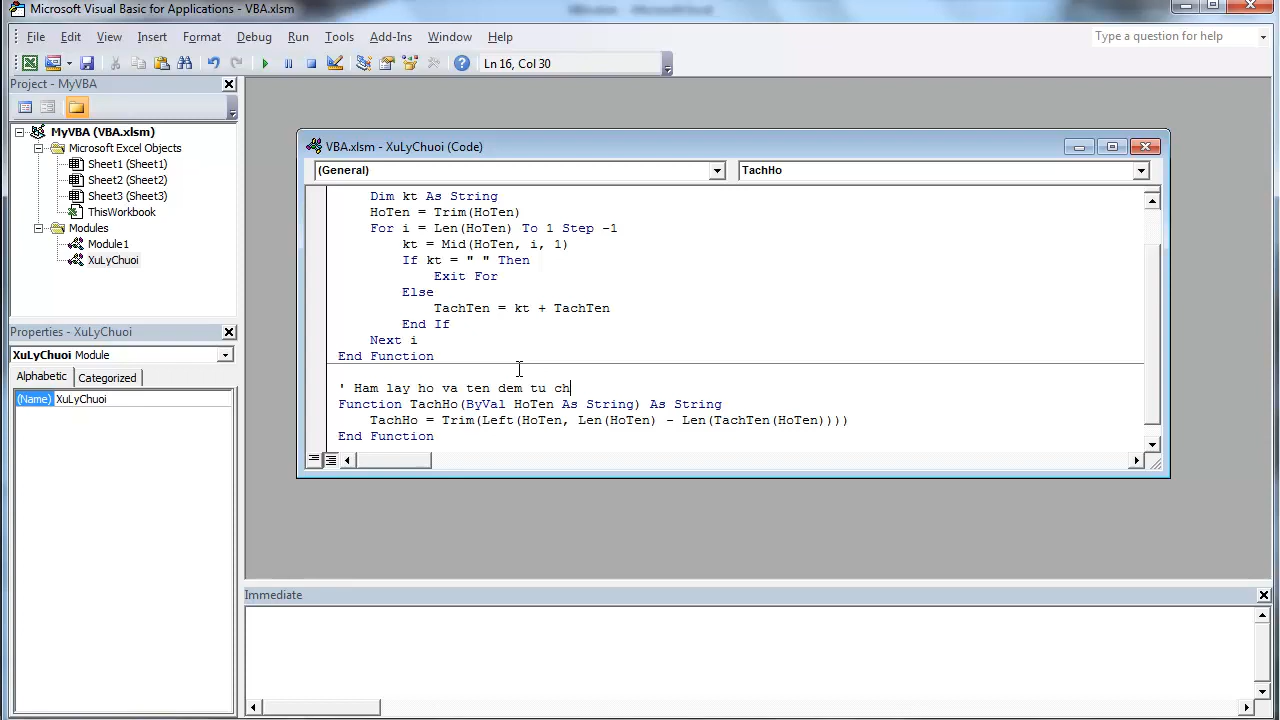 Microsoft Visual Basic for Applications - VBA.xlsm
File Edit View Insert Format Debug Run Tools Add-Ins Window Help
Type a question for help
Ln 16, Col 30
Project - MyVBA
MyVBA (VBA.xlsm)
Microsoft Excel Objects
Sheet1 (Sheet1)
Sheet2 (Sheet2)
Sheet3 (Sheet3)
ThisWorkbook
Modules
Module1
XuLyChuoi
Properties - XuLyChuoi
XuLyChuoi Module
Alphabetic Categorized
(Name) XuLyChuoi
VBA.xlsm - XuLyChuoi (Code)
(General) TachHo
Dim kt As String
HoTen = Trim(HoTen)
For i = Len(HoTen) To 1 Step -1
kt = Mid(HoTen, i, 1)
If kt = " " Then
Exit For
Else
TachTen = kt + TachTen
End If
Next i
End Function
' Ham lay ho va ten dem tu ch
Function TachHo(ByVal HoTen As String) As String
TachHo = Trim(Left(HoTen, Len(HoTen) - Len(TachTen(HoTen))))
End Function
Immediate